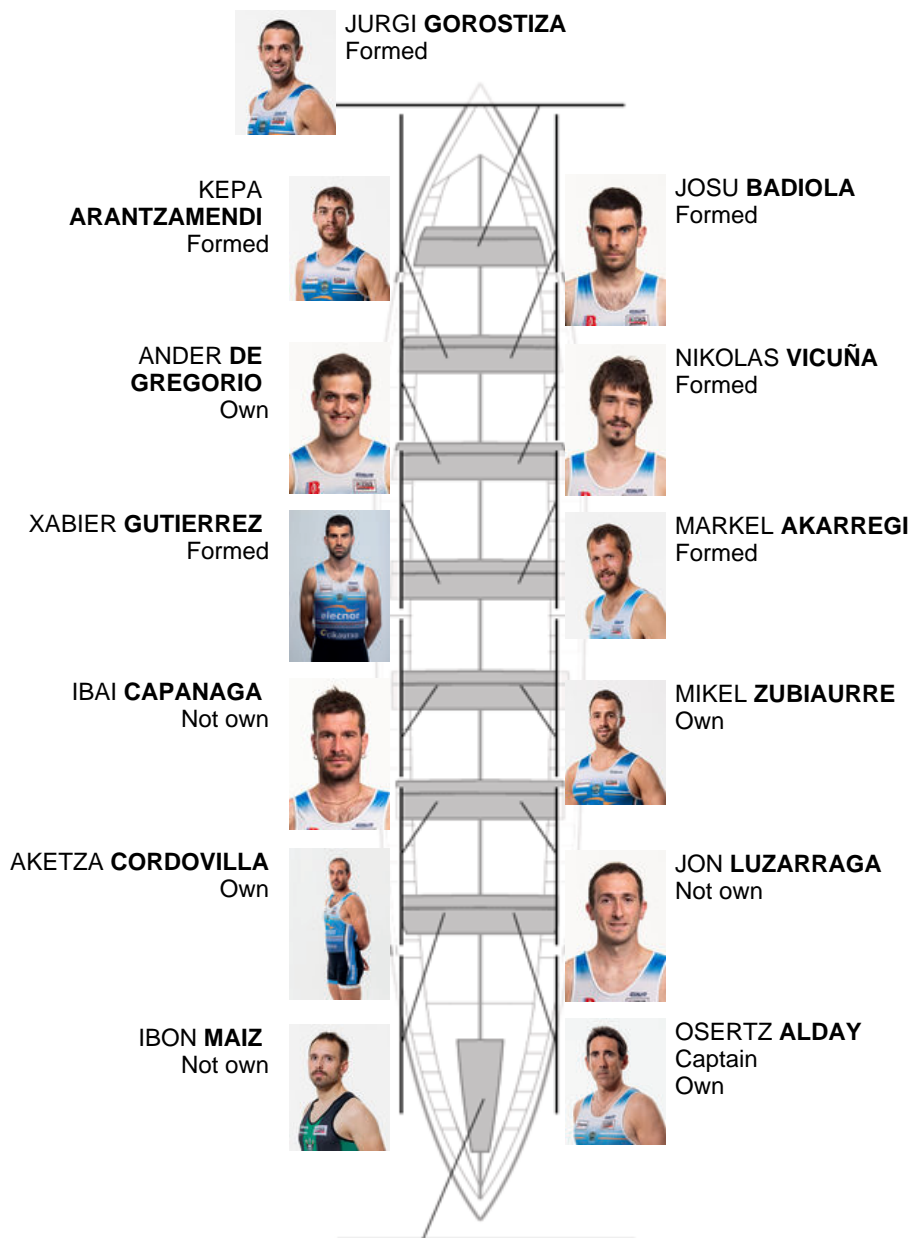 JURGI GOROSTIZA
Formed
KEPA
ARANTZAMENDI
Formed
JOSU BADIOLA
Formed
ANDER DE
GREGORIO
Own
NIKOLAS VICUÑA
Formed
XABIER GUTIERREZ
Formed
elecnor
cikautxo
MARKEL AKARREGI
Formed
IBAI CAPANAGA
Not own
MIKEL ZUBIAURRE
Own
AKETZA CORDOVILLA
Own
JON LUZARRAGA
Not own
IBON MAIZ
Not own
OSERTZ ALDAY
Captain
Own